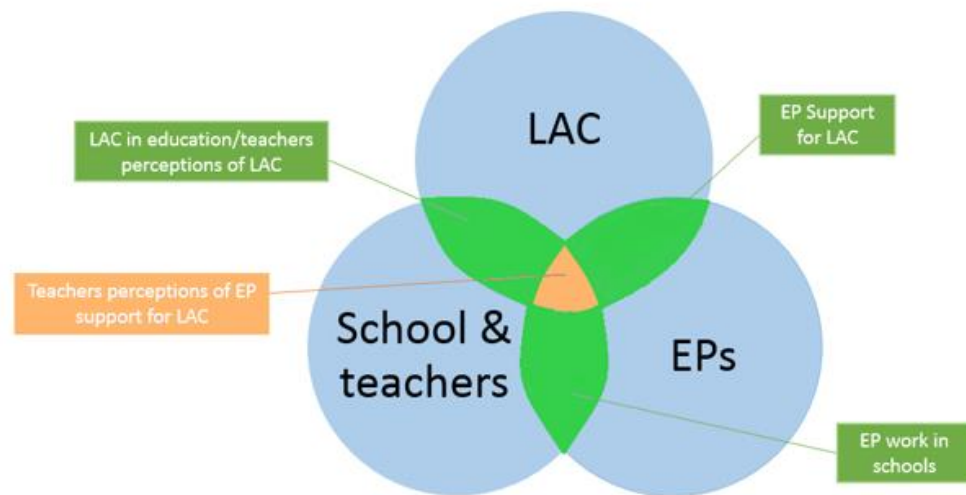 LAC
EP Support
for LAC
LAC in education/teachers
perceptions of LAC
Teachers perceptions of EP
support for LAC
School &
teachers
EPs
EP work in
schools